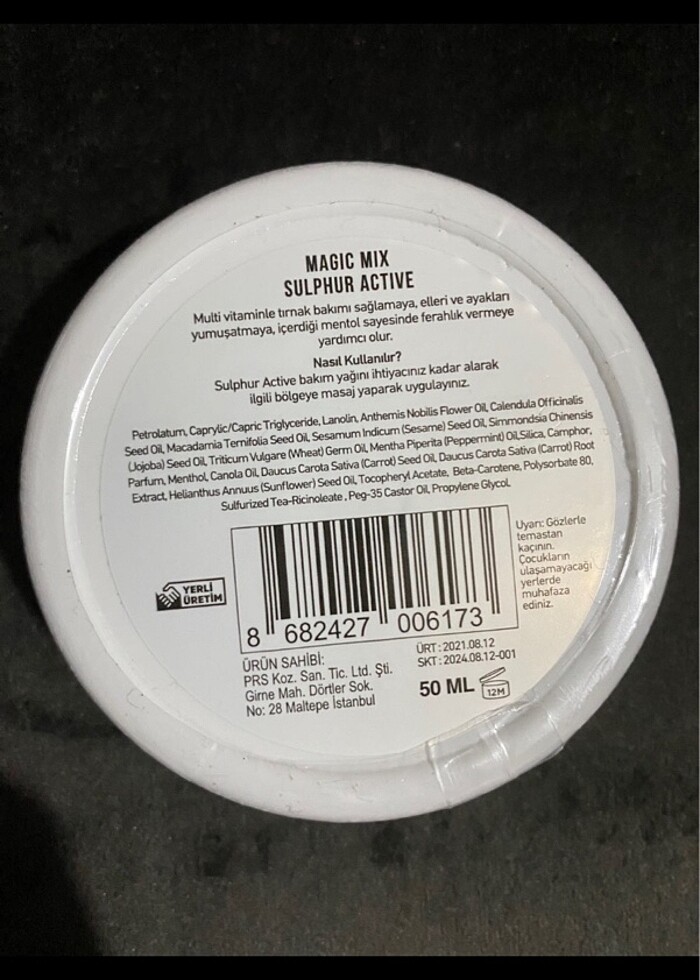 MAGIC MIX
SULPHUR ACTIVE
Multi vitaminle tırnak bakımı sağlamaya, elleri ve ayakları
yumuşatmaya, içerdiği mentol sayesinde ferahlık vermeye
yardımcı olur.
Nasıl Kullanılır?
Sulphur Active bakım yağını ihtiyacınız kadar alarak
ilgili bölgeye masaj yaparak uygulayınız.
Petrolatum, Caprylic/Capric Triglyceride, Lanolin, Anthemis Nobilis Flower Oil, Calendula Officinalis
Seed Oil, Macadamia Ternifolia Seed Oil, Sesamum Indicum (Sesame) Seed Oil, Simmondsia Chinensis
(Jojoba) Seed Oil, Triticum Vulgare (Wheat) Germ Oil, Mentha Piperita (Peppermint) Oil,Silica, Camphor,
Parfum, Menthol, Canola Oil, Daucus Carota Sativa (Carrot) Seed Oil, Daucus Carota Sativa (Carrot) Root
Extract, Helianthus Annuus (Sunflower) Seed Oil, Tocopheryl Acetate, Beta-Carotene, Polysorbate 80,
Sulfurized Tea-Ricinoleate, Peg-35 Castor Oil, Propylene Glycol.
Uyarı: Gözlerle
temastan
kaçının.
Çocukların
ulaşamayacağı
yerlerde
muhafaza
ediniz.
YERLİ
ÜRETİM
8 682427 006173
ÜRÜN SAHİBİ:
PRS Koz. San. Tic. Ltd. Şti.
Girne Mah. Dörtler Sok.
No: 28 Maltepe İstanbul
ÜRT: 2021.08.12
SKT: 2024.08.12-001
50 ML
12M